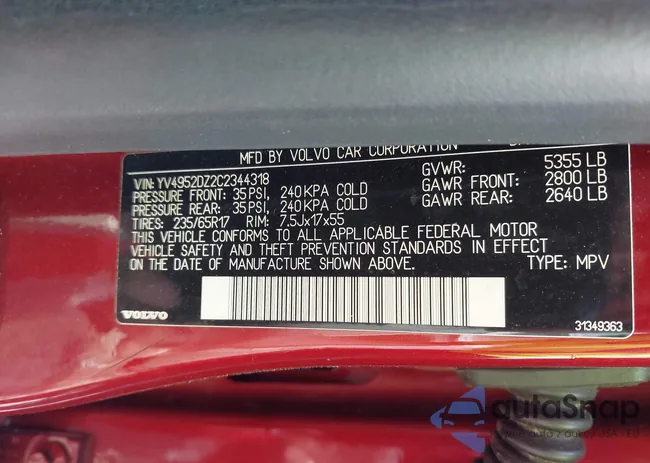 MFD BY VOLVO CAR CORPORATION
VIN: YV4952DZ2C2344318 GVWR: 5355 LB
PRESSURE FRONT: 35PSI, 240KPA COLD GAWR FRONT: 2800 LB
PRESSURE REAR: 35PSI, 240KPA COLD GAWR REAR: 2640 LB
TIRES: 235/65R17 RIM: 7.5Jx17x55
THIS VEHICLE CONFORMS TO ALL APPLICABLE FEDERAL MOTOR
VEHICLE SAFETY AND THEFT PREVENTION STANDARDS IN EFFECT
ON THE DATE OF MANUFACTURE SHOWN ABOVE. TYPE: MPV
VOLVO 31349363
autaSnap